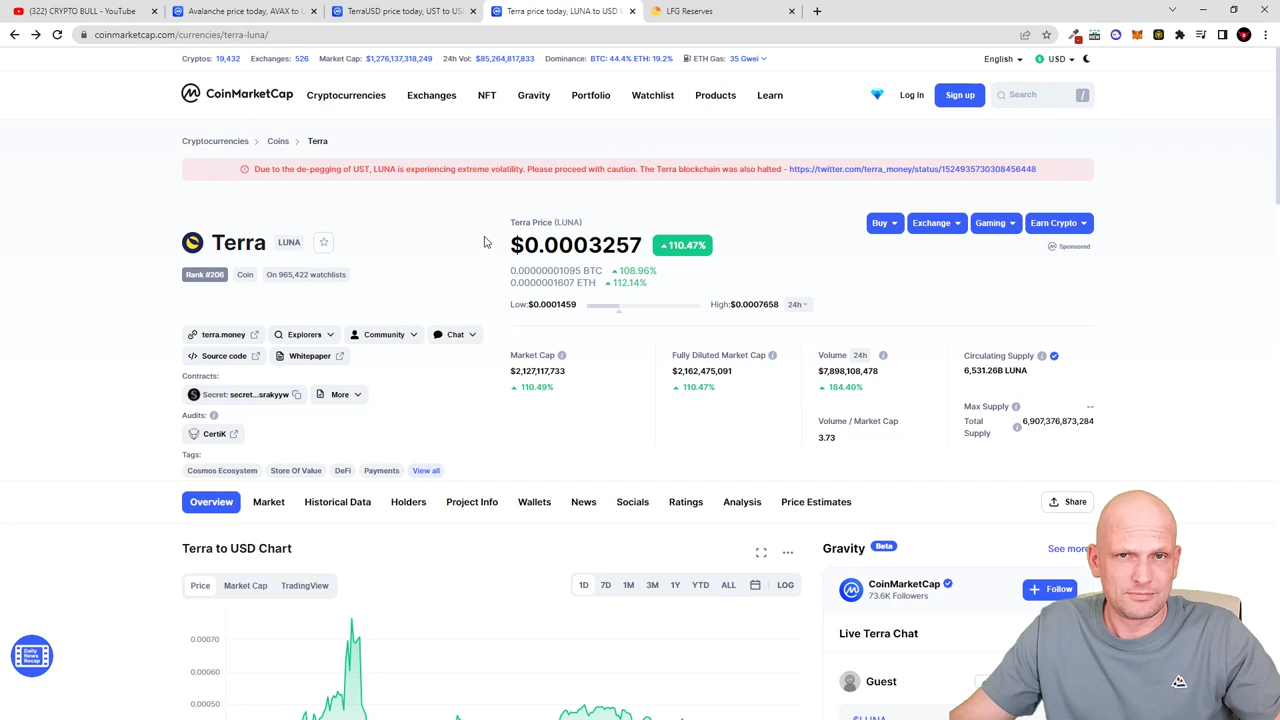 (322) CRYPTO BULL - YouTube
Avalanche price today, AVAX to U
TerraUSD price today, UST to US
Terra price today, LUNA to USD
LFG Reserves
coinmarketcap.com/currencies/terra-luna/
Cryptos: 19,432 Exchanges: 526 Market Cap: $1,276,137,318,249 24h Vol: $85,264,817,833 Dominance: BTC: 44.4% ETH: 19.2% ETH Gas: 35 Gwei
English USD
CoinMarketCap Cryptocurrencies Exchanges NFT Gravity Portfolio Watchlist Products Learn
Log In Sign up Search /
Cryptocurrencies > Coins > Terra
Due to the de-pegging of UST, LUNA is experiencing extreme volatility. Please proceed with caution. The Terra blockchain was also halted - https://twitter.com/terra_money/status/1524935730308456448
Terra LUNA
Rank #206 Coin On 965,422 watchlists
terra.money Explorers Community Chat
Source code Whitepaper
Contracts:
Secret: secret...srakyyw More
Audits:
CertiK
Tags:
Cosmos Ecosystem Store Of Value DeFi Payments View all
Terra Price (LUNA)
$0.0003257 110.47%
0.00000001095 BTC 108.96%
0.0000001607 ETH 112.14%
Low:$0.0001459 High:$0.0007658 24h
Buy Exchange Gaming Earn Crypto
Sponsored
Market Cap
$2,127,117,733
110.49%
Fully Diluted Market Cap
$2,162,475,091
110.47%
Volume 24h
$7,898,108,478
184.40%
Volume / Market Cap
3.73
Circulating Supply
6,531.26B LUNA
Max Supply --
Total Supply 6,907,376,873,284
Overview Market Historical Data Holders Project Info Wallets News Socials Ratings Analysis Price Estimates Share
Terra to USD Chart
Price Market Cap TradingView
1D 7D 1M 3M 1Y YTD ALL LOG
0.00070
0.00060
0.00050
Gravity Beta See more
CoinMarketCap
73.6K Followers
Follow
Live Terra Chat
Guest
$LUNA
Daily
News
Recap